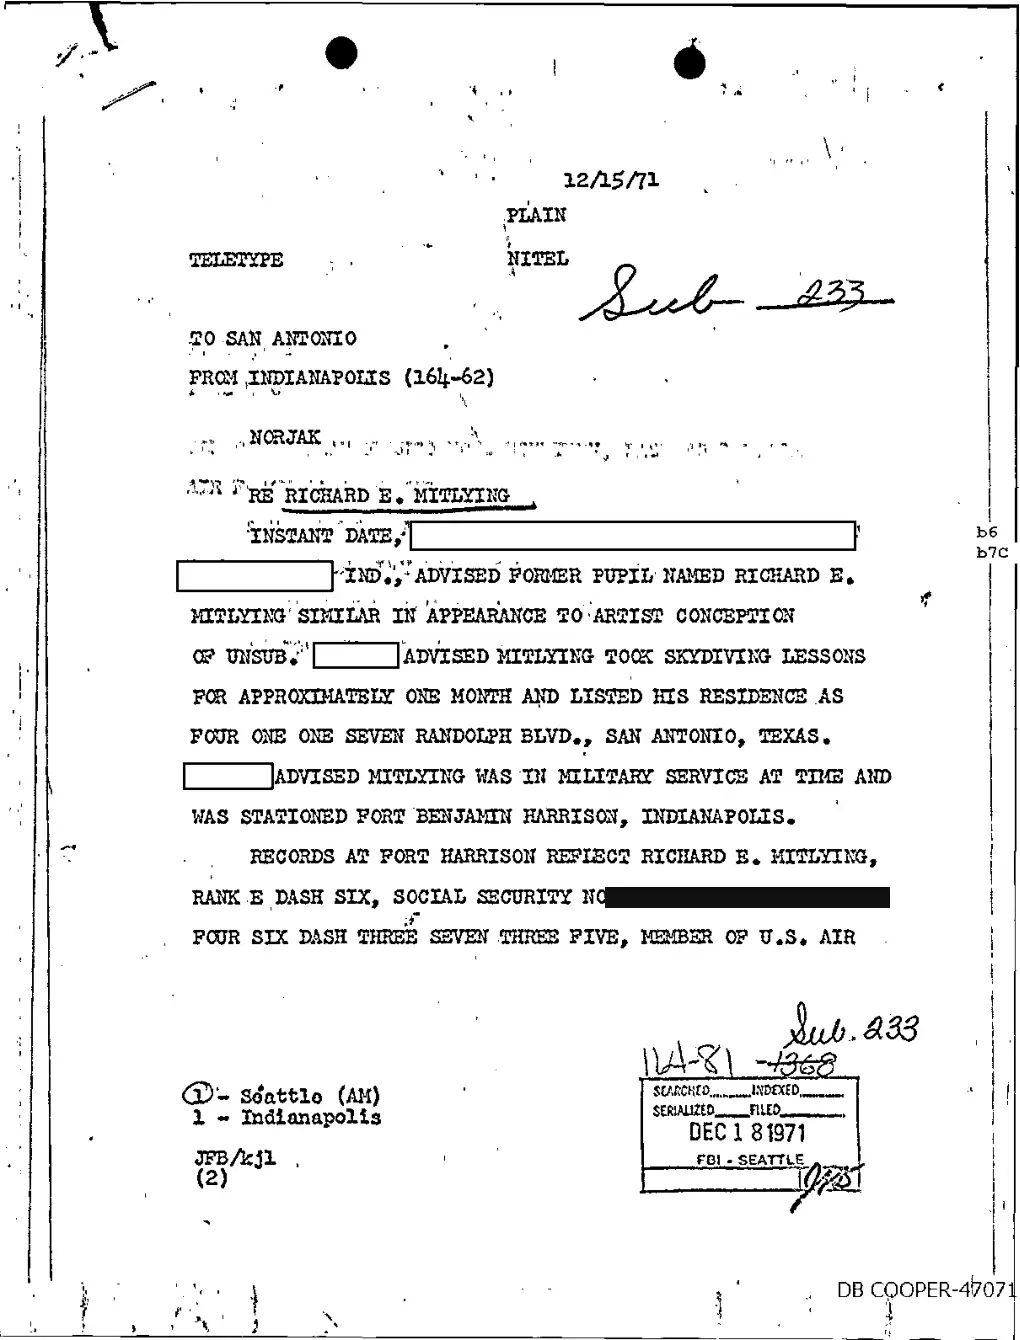 12/15/71
PLAIN
TELETYPE NITEL
Sub 233
TO SAN ANTONIO
FROM INDIANAPOLIS (164-62)
NORJAK
RE RICHARD E. MITLYING
INSTANT DATE,
b6
b7C
IND., ADVISED FORMER PUPIL NAMED RICHARD E.
MITLYING SIMILAR IN APPEARANCE TO ARTIST CONCEPTION
OF UNSUB. ADVISED MITLYING TOOK SKYDIVING LESSONS
FOR APPROXIMATELY ONE MONTH AND LISTED HIS RESIDENCE AS
FOUR ONE ONE SEVEN RANDOLPH BLVD., SAN ANTONIO, TEXAS.
ADVISED MITLYING WAS IN MILITARY SERVICE AT TIME AND
WAS STATIONED FORT BENJAMIN HARRISON, INDIANAPOLIS.
RECORDS AT FORT HARRISON REFLECT RICHARD E. MITLYING,
RANK E DASH SIX, SOCIAL SECURITY NO
FOUR SIX DASH THREE SEVEN THREE FIVE, MEMBER OF U.S. AIR
Sub. 233
164-81 -1368
SEARCHED INDEXED
SERIALIZED FILED
DEC 18 1971
FBI - SEATTLE
1 - Seattle (AM)
1 - Indianapolis
JFB/kjl
(2)
DB COOPER-47071